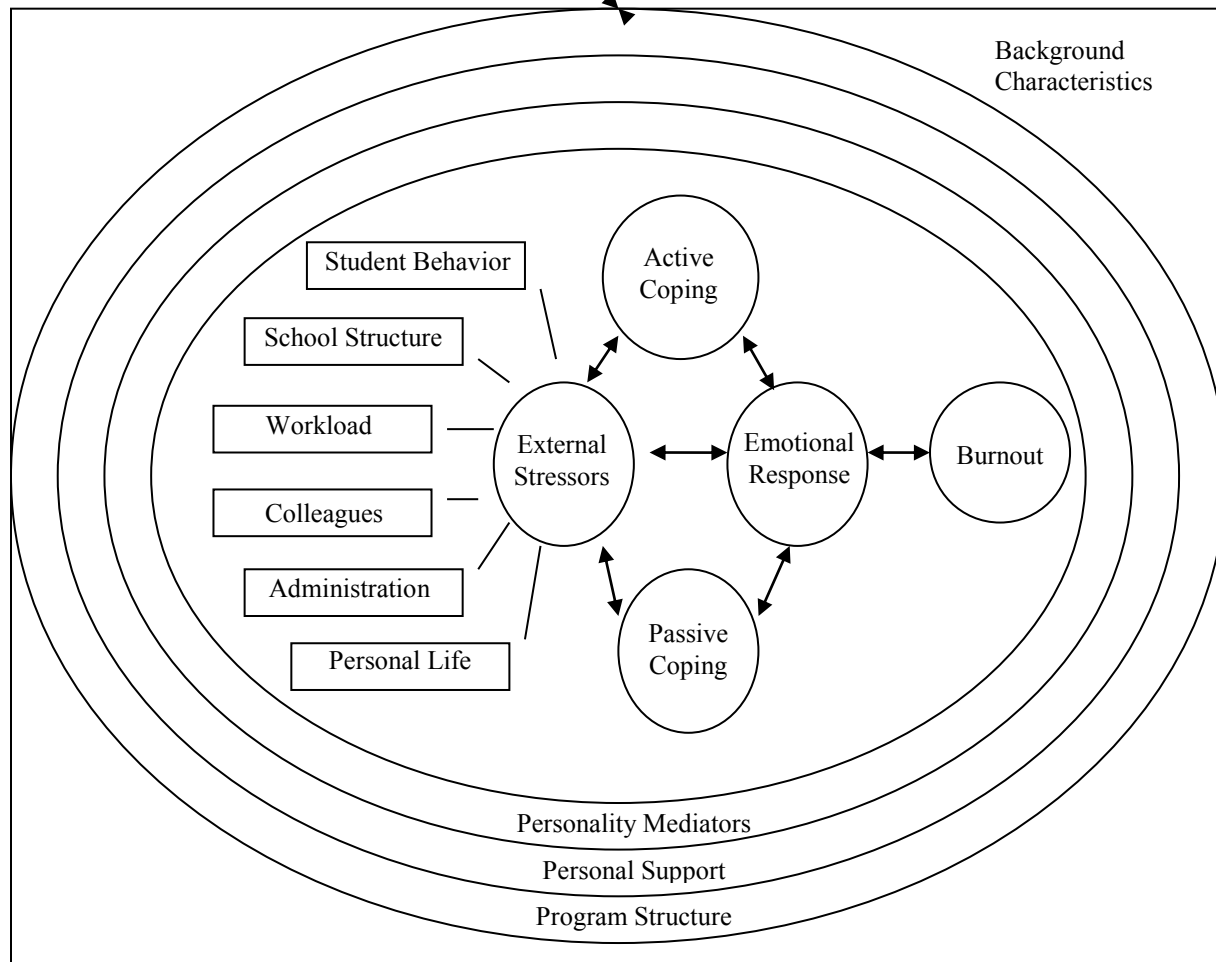 Background
Characteristics
Student Behavior
Active
Coping
School Structure
Workload
External
Stressors
Emotional
Response
Burnout
Colleagues
Administration
Passive
Coping
Personal Life
Personality Mediators
Personal Support
Program Structure